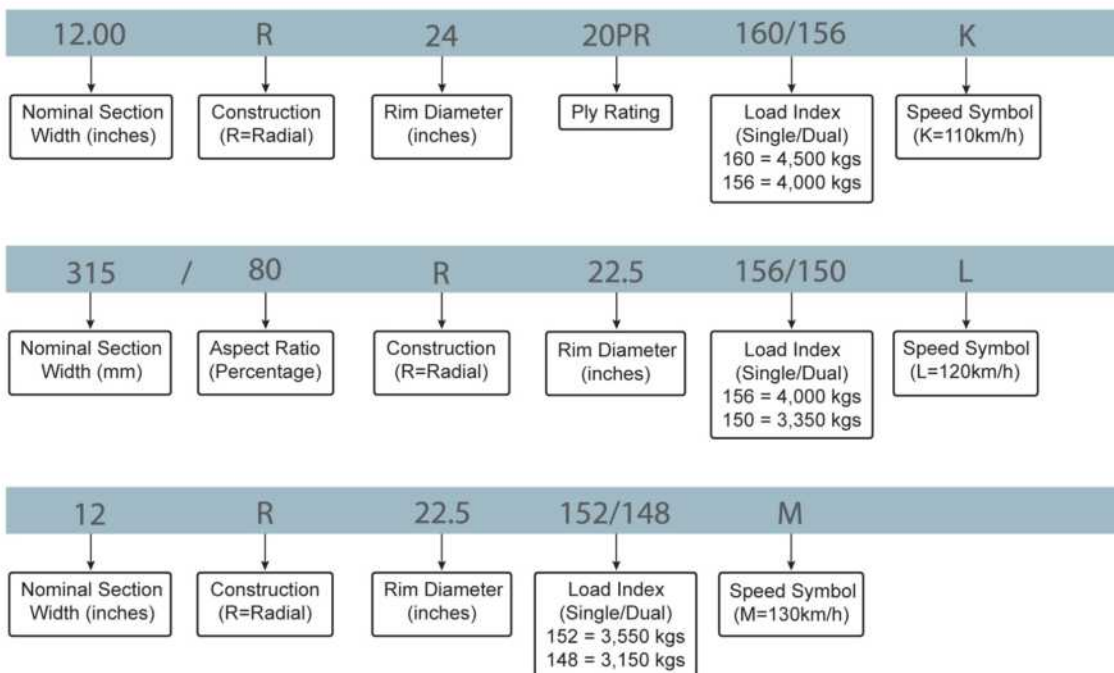 12.00 R 24 20PR 160/156 K
Nominal Section
Width (inches)
Construction
(R=Radial)
Rim Diameter
(inches)
Ply Rating
Load Index
(Single/Dual)
160 = 4,500 kgs
156 = 4,000 kgs
Speed Symbol
(K=110km/h)
315 / 80 R 22.5 156/150 L
Nominal Section
Width (mm)
Aspect Ratio
(Percentage)
Construction
(R=Radial)
Rim Diameter
(inches)
Load Index
(Single/Dual)
156 = 4,000 kgs
150 = 3,350 kgs
Speed Symbol
(L=120km/h)
12 R 22.5 152/148 M
Nominal Section
Width (inches)
Construction
(R=Radial)
Rim Diameter
(inches)
Load Index
(Single/Dual)
152 = 3,550 kgs
148 = 3,150 kgs
Speed Symbol
(M=130km/h)